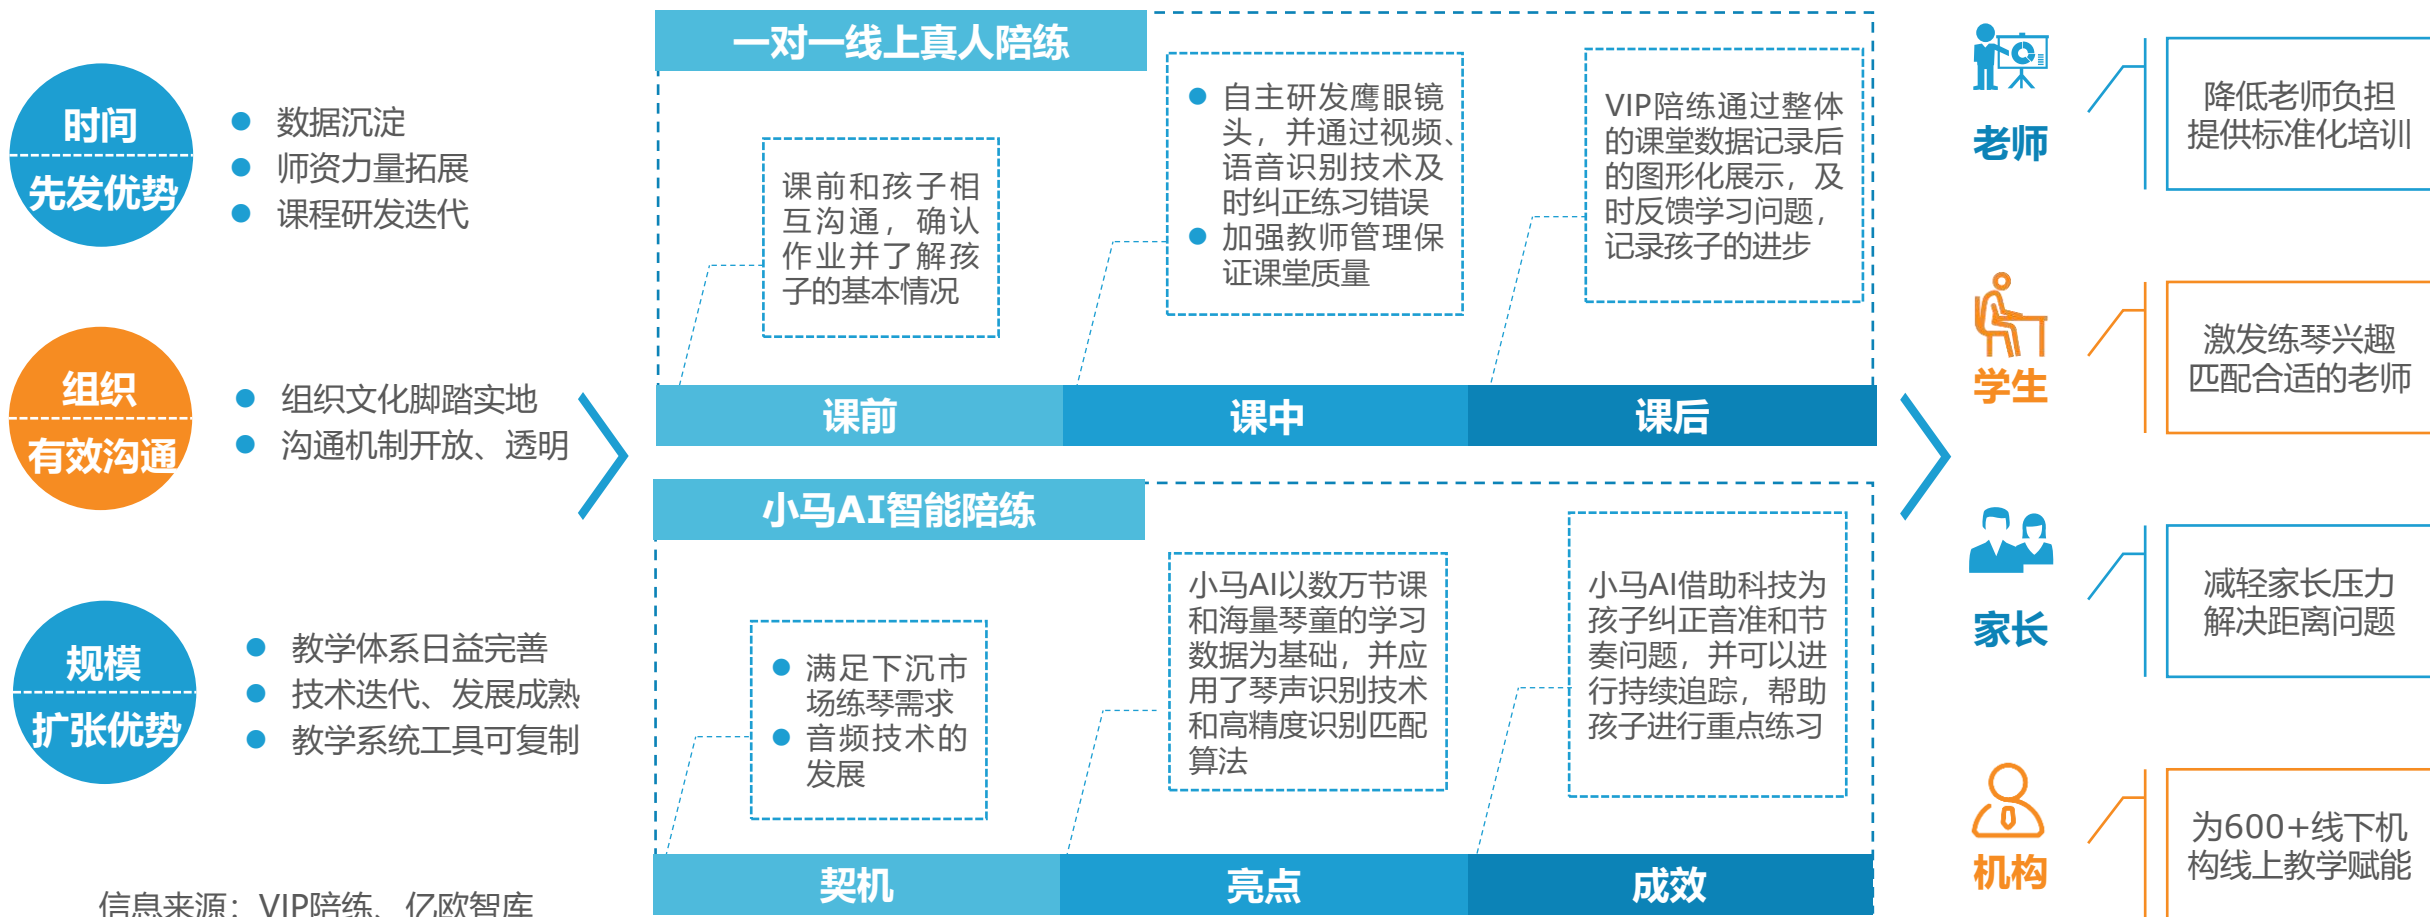 时间
先发优势
数据沉淀
师资力量拓展
课程研发迭代
组织
有效沟通
组织文化脚踏实地
沟通机制开放、透明
规模
扩张优势
教学体系日益完善
技术迭代、发展成熟
教学系统工具可复制
信息来源：VIP陪练、亿欧智库
一对一线上真人陪练
课前和孩子相
互沟通，确认
作业并了解孩
子的基本情况
自主研发鹰眼镜
头，并通过视频、
语音识别技术及
时纠正练习错误
加强教师管理保
证课堂质量
VIP陪练通过整体
的课堂数据记录后
的图形化展示，及
时反馈学习问题，
记录孩子的进步
课前
课中
课后
小马AI智能陪练
满足下沉市
场练琴需求
音频技术的
发展
小马AI以数万节课
和海量琴童的学习
数据为基础，并应
用了琴声识别技术
和高精度识别匹配
算法
小马AI借助科技为
孩子纠正音准和节
奏问题，并可以进
行持续追踪，帮助
孩子进行重点练习
契机
亮点
成效
老师
降低老师负担
提供标准化培训
学生
激发练琴兴趣
匹配合适的老师
家长
减轻家长压力
解决距离问题
机构
为600+线下机
构线上教学赋能